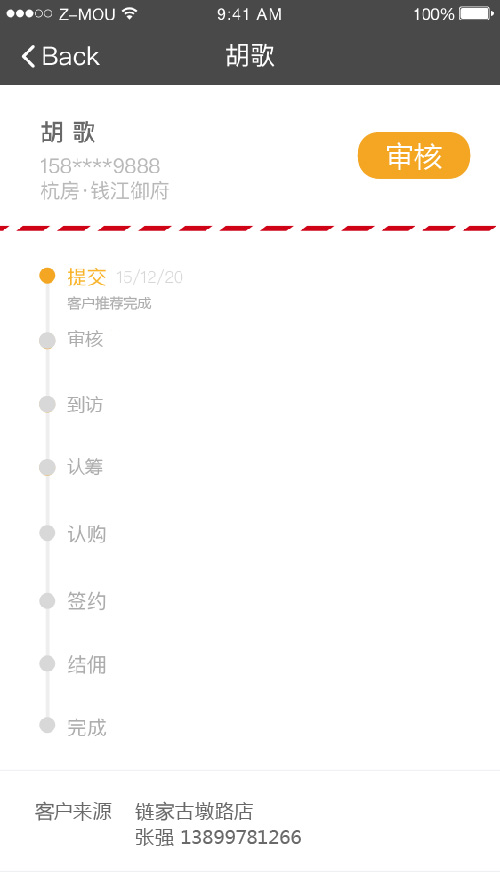 Z-MOU 9:41 AM 100%
Back 胡歌
胡 歌
158****9888
杭房·钱江御府
审核
提交 15/12/20
客户推荐完成
审核
到访
认筹
认购
签约
结佣
完成
客户来源 链家古墩路店
张强 13899781266